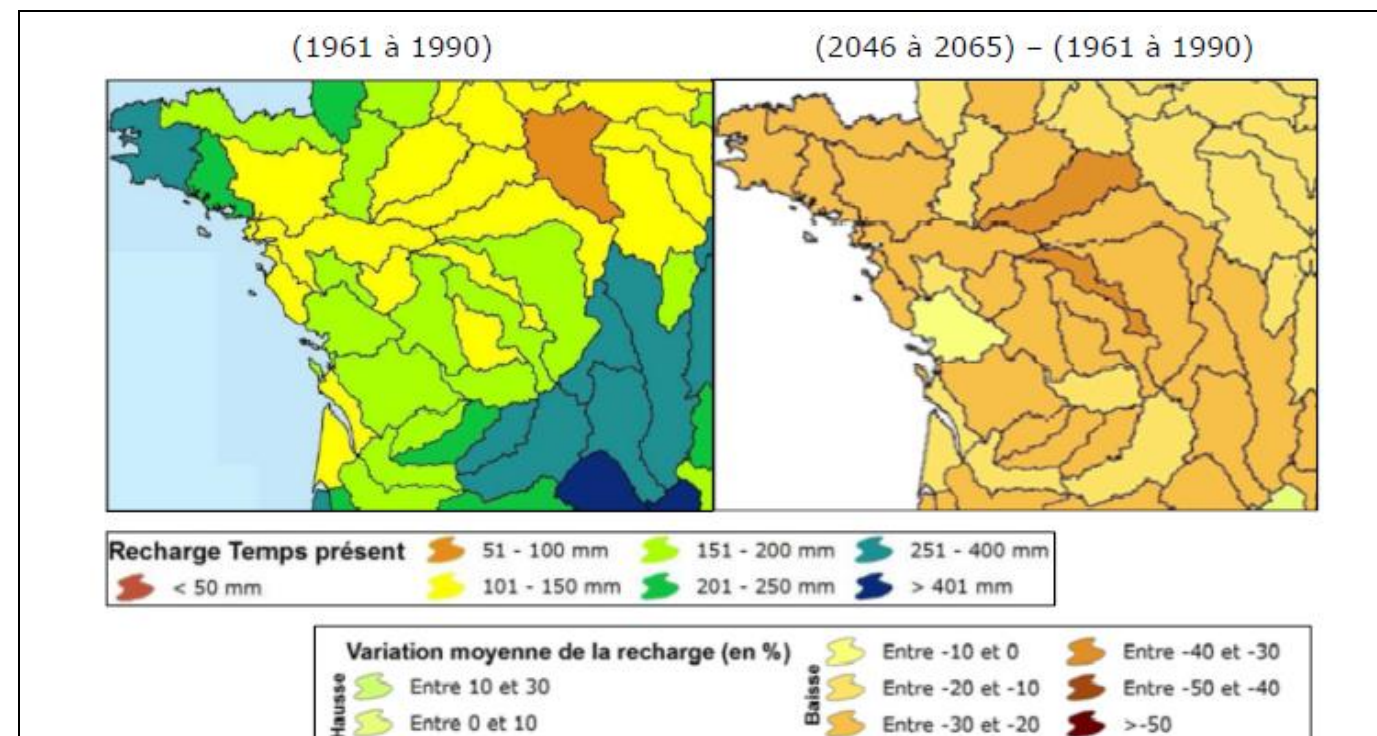 (1961 à 1990)
(2046 à 2065) – (1961 à 1990)
Recharge Temps présent
< 50 mm
51 - 100 mm
101 - 150 mm
151 - 200 mm
201 - 250 mm
251 - 400 mm
> 401 mm
Variation moyenne de la recharge (en %)
Hausse
Entre 10 et 30
Entre 0 et 10
Baisse
Entre -10 et 0
Entre -20 et -10
Entre -30 et -20
Entre -40 et -30
Entre -50 et -40
>-50